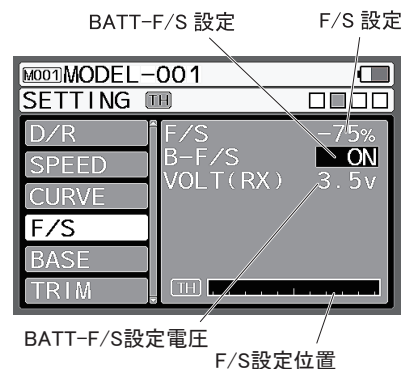 BATT-F/S 設定
F/S 設定
M001 MODEL-001
SETTING TH
D/R
SPEED
CURVE
F/S
BASE
TRIM
F/S -75%
B-F/S ON
VOLT(RX) 3.5v
TH
BATT-F/S設定電圧
F/S設定位置